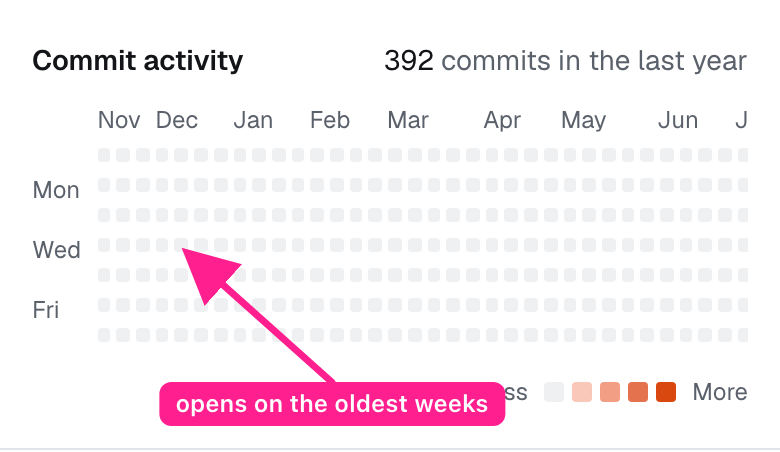 Commit activity
392 commits in the last year
Nov Dec Jan Feb Mar Apr May Jun J
Mon
Wed
Fri
opens on the oldest weeks
ss
More